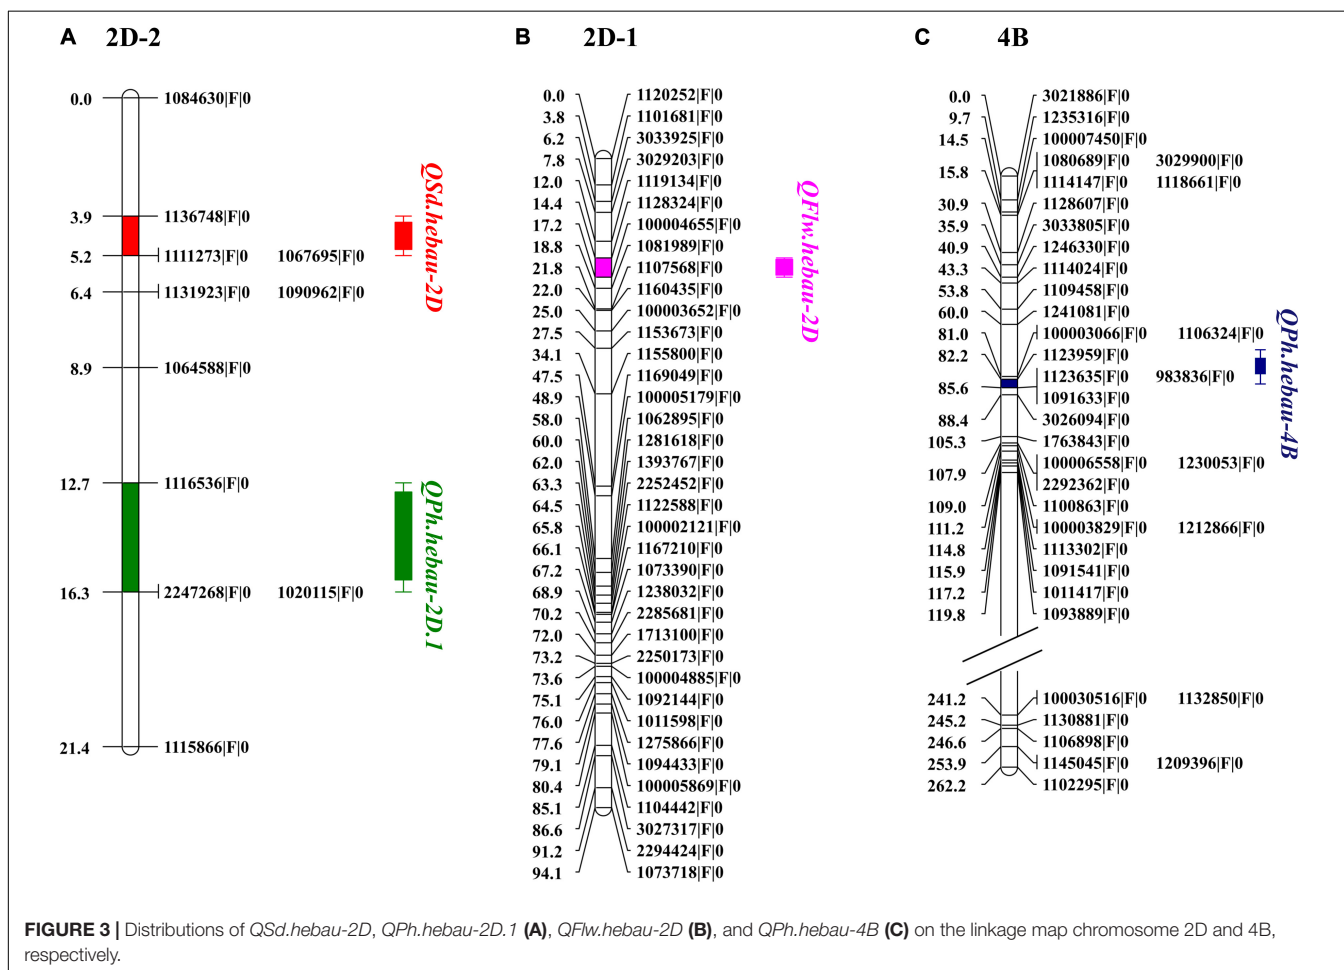 A 2D-2
0.0 1084630|F|0
3.9 1136748|F|0
5.2 1111273|F|0 1067695|F|0
6.4 1131923|F|0 1090962|F|0
8.9 1064588|F|0
12.7 1116536|F|0
16.3 2247268|F|0 1020115|F|0
21.4 1115866|F|0
QSd.hebau-2D
QPh.hebau-2D.1
B 2D-1
0.0 1120252|F|0
3.8 1101681|F|0
6.2 3033925|F|0
7.8 3029203|F|0
12.0 1119134|F|0
14.4 1128324|F|0
17.2 100004655|F|0
18.8 1081989|F|0
21.8 1107568|F|0
22.0 1160435|F|0
25.0 100003652|F|0
27.5 1153673|F|0
34.1 1155800|F|0
47.5 1169049|F|0
48.9 100005179|F|0
58.0 1062895|F|0
60.0 1281618|F|0
62.0 1393767|F|0
63.3 2252452|F|0
64.5 1122588|F|0
65.8 100002121|F|0
66.1 1167210|F|0
67.2 1073390|F|0
68.9 1238032|F|0
70.2 2285681|F|0
72.0 1713100|F|0
73.2 2250173|F|0
73.6 100004885|F|0
75.1 1092144|F|0
76.0 1011598|F|0
77.6 1275866|F|0
79.1 1094433|F|0
80.4 100005869|F|0
85.1 1104442|F|0
86.6 3027317|F|0
91.2 2294424|F|0
94.1 1073718|F|0
QFlw.hebau-2D
C 4B
0.0 3021886|F|0
9.7 1235316|F|0
14.5 100007450|F|0
1080689|F|0 3029900|F|0
15.8
1114147|F|0 1118661|F|0
30.9 1128607|F|0
35.9 3033805|F|0
40.9 1246330|F|0
43.3 1114024|F|0
53.8 1109458|F|0
60.0 1241081|F|0
81.0 100003066|F|0 1106324|F|0
82.2 1123959|F|0
1123635|F|0 983836|F|0
85.6
1091633|F|0
88.4 3026094|F|0
105.3 1763843|F|0
100006558|F|0 1230053|F|0
107.9
2292362|F|0
109.0 1100863|F|0
111.2 100003829|F|0 1212866|F|0
114.8 1113302|F|0
115.9 1091541|F|0
117.2 1011417|F|0
119.8 1093889|F|0
241.2 100030516|F|0 1132850|F|0
245.2 1130881|F|0
246.6 1106898|F|0
253.9 1145045|F|0 1209396|F|0
262.2 1102295|F|0
QPh.hebau-4B
FIGURE 3 | Distributions of QSd.hebau-2D, QPh.hebau-2D.1 (A), QFlw.hebau-2D (B), and QPh.hebau-4B (C) on the linkage map chromosome 2D and 4B,
respectively.